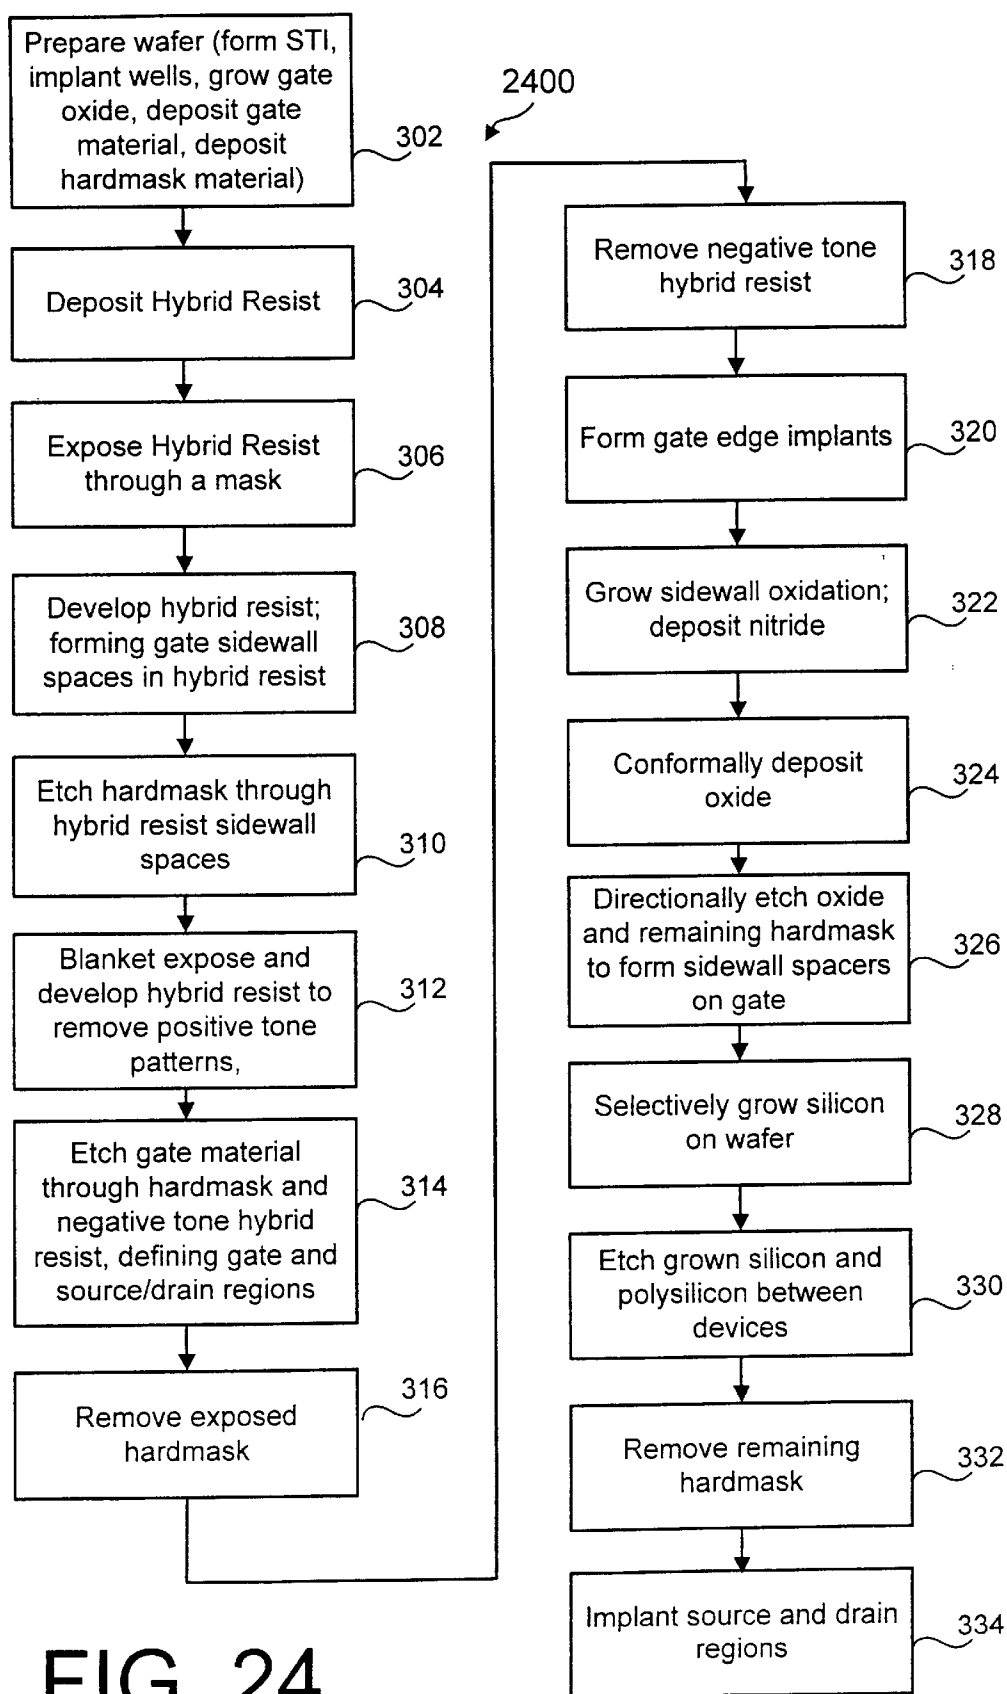 Prepare wafer (form STI,
implant wells, grow gate
oxide, deposit gate
material, deposit
hardmask material)
302
Deposit Hybrid Resist
304
Expose Hybrid Resist
through a mask
306
Develop hybrid resist;
forming gate sidewall
spaces in hybrid resist
308
Etch hardmask through
hybrid resist sidewall
spaces
310
Blanket expose and
develop hybrid resist to
remove positive tone
patterns,
312
Etch gate material
through hardmask and
negative tone hybrid
resist, defining gate and
source/drain regions
314
Remove exposed
hardmask
316
2400
Remove negative tone
hybrid resist
318
Form gate edge implants
320
Grow sidewall oxidation;
deposit nitride
322
Conformally deposit
oxide
324
Directionally etch oxide
and remaining hardmask
to form sidewall spacers
on gate
326
Selectively grow silicon
on wafer
328
Etch grown silicon and
polysilicon between
devices
330
Remove remaining
hardmask
332
Implant source and drain
regions
334
FIG. 24